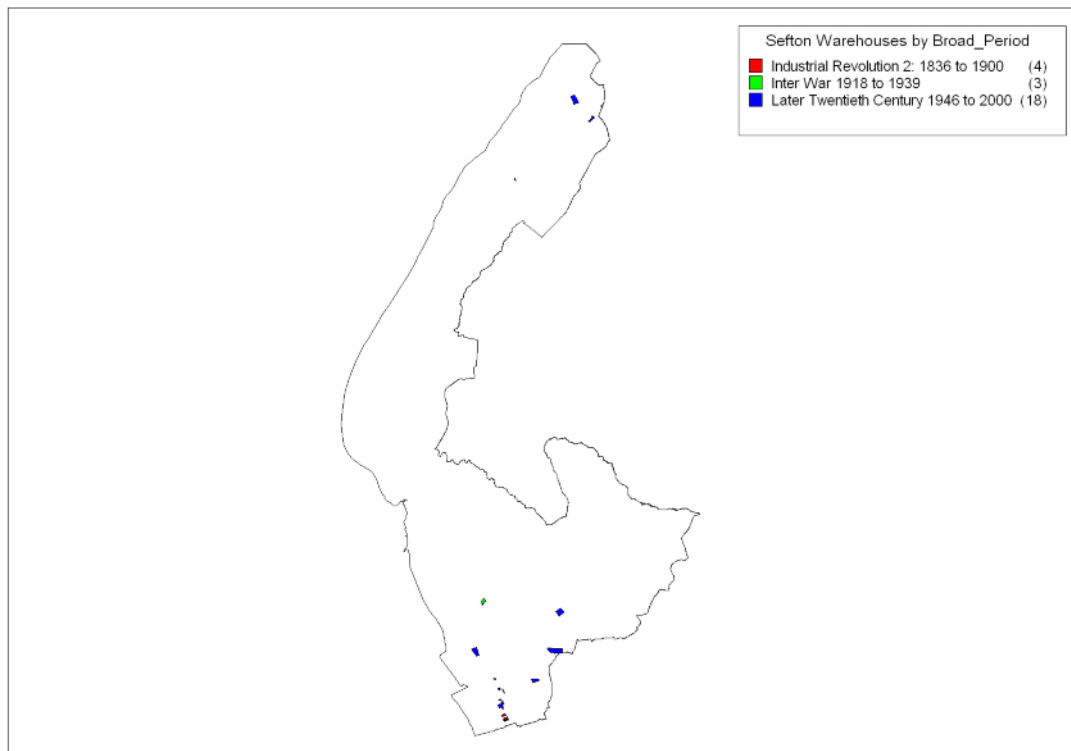 Sefton Warehouses by Broad_Period
Industrial Revolution 2: 1836 to 1900 (4)
Inter War 1918 to 1939 (3)
Later Twentieth Century 1946 to 2000 (18)